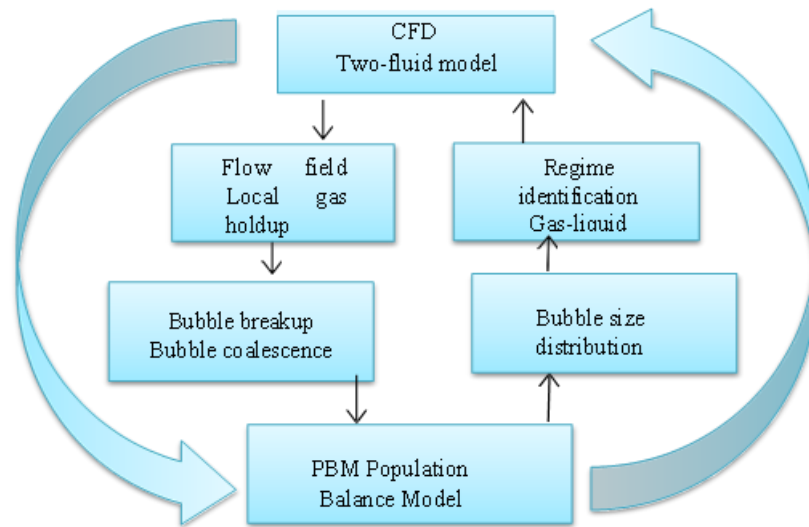 CFD
Two-fluid model
Flow field
Local gas
holdup
Regime
identification
Gas-liquid
Bubble breakup
Bubble coalescence
Bubble size
distribution
PBM Population
Balance Model